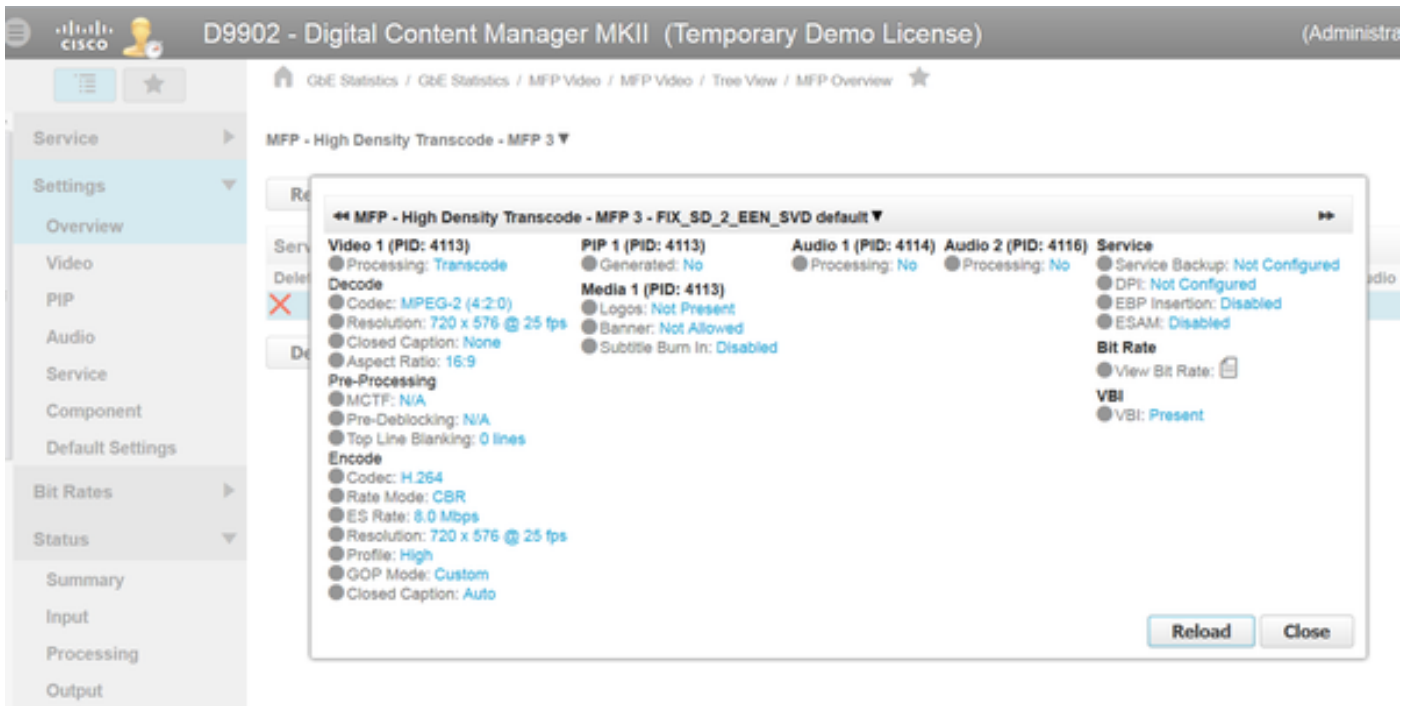 cisco
D9902 - Digital Content Manager MKII (Temporary Demo License)
(Administra
GbE Statistics / GbE Statistics / MFP Video / MFP Video / Tree View / MFP Overview
Service
Settings
Overview
Video
PIP
Audio
Service
Component
Default Settings
Bit Rates
Status
Summary
Input
Processing
Output
MFP - High Density Transcode - MFP 3
Re
Serv
Delet
De
udio
MFP - High Density Transcode - MFP 3 - FIX_SD_2_EEN_SVD default
Video 1 (PID: 4113)
Processing: Transcode
Decode
Codec: MPEG-2 (4:2:0)
Resolution: 720 x 576 @ 25 fps
Closed Caption: None
Aspect Ratio: 16:9
Pre-Processing
MCTF: N/A
Pre-Deblocking: N/A
Top Line Blanking: 0 lines
Encode
Codec: H.264
Rate Mode: CBR
ES Rate: 8.0 Mbps
Resolution: 720 x 576 @ 25 fps
Profile: High
GOP Mode: Custom
Closed Caption: Auto
PIP 1 (PID: 4113)
Generated: No
Media 1 (PID: 4113)
Logos: Not Present
Banner: Not Allowed
Subtitle Burn In: Disabled
Audio 1 (PID: 4114)
Processing: No
Audio 2 (PID: 4116)
Processing: No
Service
Service Backup: Not Configured
DPI: Not Configured
EBP Insertion: Disabled
ESAM: Disabled
Bit Rate
View Bit Rate:
VBI
VBI: Present
Reload
Close